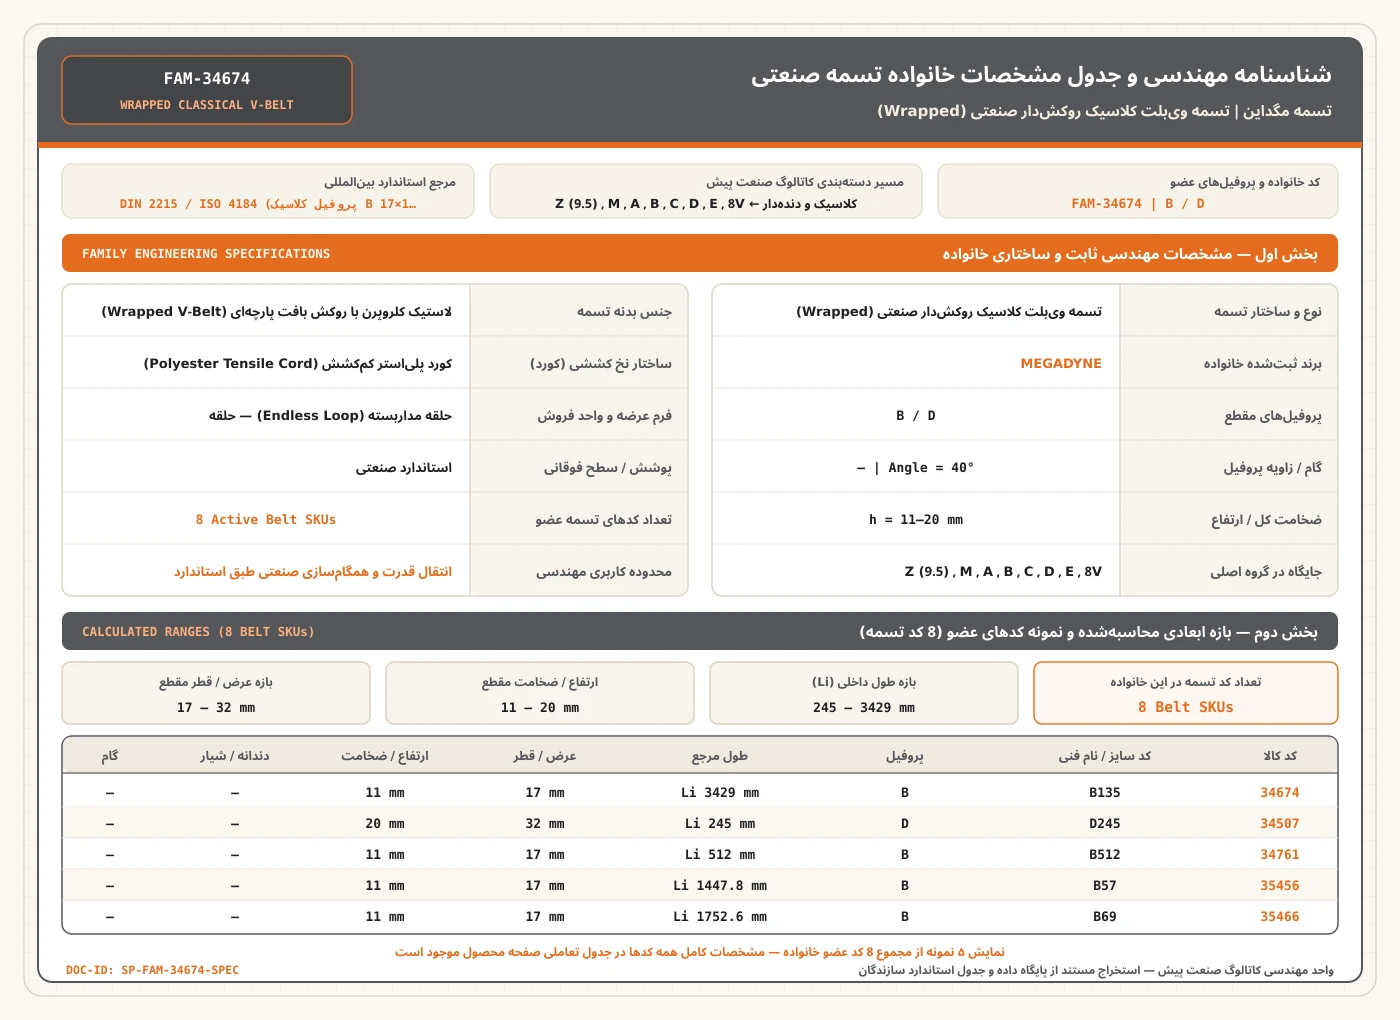 شناسنامه مهندسی و جدول مشخصات خانواده تسمه صنعتی
تسمه مگداین | تسمه وی‌بلت کلاسیک روکش‌دار صنعتی (Wrapped)
FAM-34674
WRAPPED CLASSICAL V-BELT
کد خانواده و پروفیل‌های عضو
FAM-34674 | B / D
مسیر دسته‌بندی کاتالوگ صنعت پیش
کلاسیک و دنده‌دار ← Z (9.5) , M , A , B , C , D , E , 8V
مرجع استاندارد بین‌المللی
DIN 2215 / ISO 4184 (پروفیل کلاسیک B 17×1…
بخش اول — مشخصات مهندسی ثابت و ساختاری خانواده
FAMILY ENGINEERING SPECIFICATIONS
نوع و ساختار تسمه
تسمه وی‌بلت کلاسیک روکش‌دار صنعتی (Wrapped)
برند ثبت‌شده خانواده
MEGADYNE
پروفیل‌های مقطع
B / D
گام / زاویه پروفیل
— | Angle = 40°
ضخامت کل / ارتفاع
h = 11–20 mm
جایگاه در گروه اصلی
Z (9.5) , M , A , B , C , D , E , 8V
جنس بدنه تسمه
لاستیک کلروپرن با روکش بافت پارچه‌ای (Wrapped V-Belt)
ساختار نخ کششی (کورد)
کورد پلی‌استر کم‌کشش (Polyester Tensile Cord)
فرم عرضه و واحد فروش
حلقه مداربسته (Endless Loop) — حلقه
پوشش / سطح فوقانی
استاندارد صنعتی
تعداد کدهای تسمه عضو
8 Active Belt SKUs
محدوده کاربری مهندسی
انتقال قدرت و همگام‌سازی صنعتی طبق استاندارد
بخش دوم — بازه ابعادی محاسبه‌شده و نمونه کدهای عضو (8 کد تسمه)
CALCULATED RANGES (8 BELT SKUs)
تعداد کد تسمه در این خانواده
8 Belt SKUs
بازه طول داخلی (Li)
245 – 3429 mm
ارتفاع / ضخامت مقطع
11 – 20 mm
بازه عرض / قطر مقطع
17 – 32 mm
کد کالا کد سایز / نام فنی پروفیل طول مرجع عرض / قطر ارتفاع / ضخامت دندانه / شیار گام
34674 B135 B Li 3429 mm 17 mm 11 mm — —
34507 D245 D Li 245 mm 32 mm 20 mm — —
34761 B512 B Li 512 mm 17 mm 11 mm — —
35456 B57 B Li 1447.8 mm 17 mm 11 mm — —
35466 B69 B Li 1752.6 mm 17 mm 11 mm — —
نمایش ۵ نمونه از مجموع 8 کد عضو خانواده — مشخصات کامل همه کدها در جدول تعاملی صفحه محصول موجود است
واحد مهندسی کاتالوگ صنعت پیش — استخراج مستند از پایگاه داده و جدول استاندارد سازندگان
DOC-ID: SP-FAM-34674-SPEC